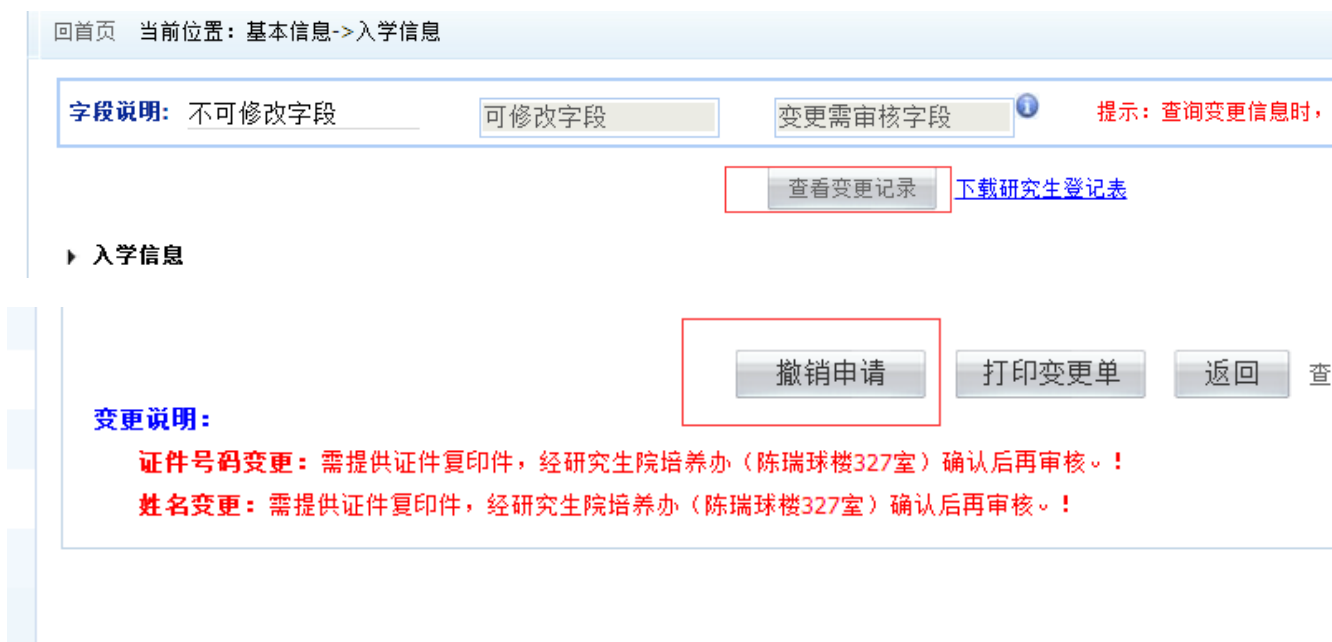 回首页 当前位置：基本信息->入学信息
字段说明: 不可修改字段 可修改字段 变更需审核字段 提示：查询变更信息时，
查看变更记录 下载研究生登记表
入学信息
撤销申请 打印变更单 返回 查
变更说明：
证件号码变更：需提供证件复印件，经研究生院培养办（陈瑞球楼327室）确认后再审核。！
姓名变更：需提供证件复印件，经研究生院培养办（陈瑞球楼327室）确认后再审核。！